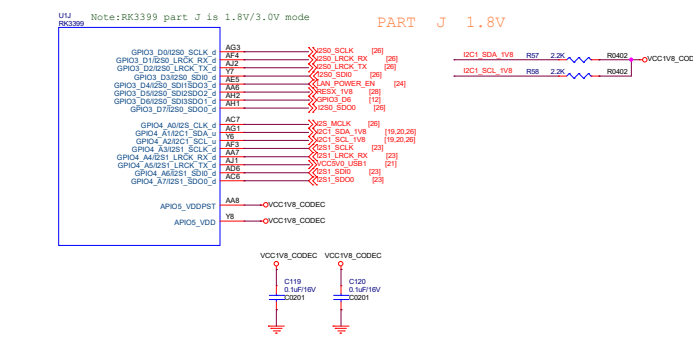 U1J
RK3399
Note:RK3399 part J is 1.8V/3.0V mode
PART J 1.8V
GPIO3_D0/I2S0_SCLK_d AG3 I2S0_SCLK [26]
GPIO3_D1/I2S0_LRCK_RX_d AF4 I2S0_LRCK_RX [26]
GPIO3_D2/I2S0_LRCK_TX_d AJ2 I2S0_LRCK_TX [26]
GPIO3_D3/I2S0_SDI0_d Y7 I2S0_SDI0 [26]
GPIO3_D4/I2S0_SDI1SDO3_d AE5 LAN_POWER_EN [24]
GPIO3_D5/I2S0_SDI2SDO2_d AA6 RESX_1V8 [28]
GPIO3_D6/I2S0_SDI3SDO1_d AH2 GPIO3_D6 [12]
GPIO3_D7/I2S0_SDO0_d AH1 I2S0_SDO0 [26]
GPIO4_A0/I2S_CLK_d AC7 I2S_MCLK [26]
GPIO4_A1/I2C1_SDA_u AG1 I2C1_SDA_1V8 [19,20,26]
GPIO4_A2/I2C1_SCL_u Y6 I2C1_SCL_1V8 [19,20,26]
GPIO4_A3/I2S1_SCLK_d AF3 I2S1_SCLK [23]
GPIO4_A4/I2S1_LRCK_RX_d AA7 I2S1_LRCK_RX [23]
GPIO4_A5/I2S1_LRCK_TX_d AJ1 VCC5V0_USB1 [21]
GPIO4_A6/I2S1_SDI0_d AD6 I2S1_SDI0 [23]
GPIO4_A7/I2S1_SDO0_d AC6 I2S1_SDO0 [23]
APIO5_VDDPST AA8 VCC1V8_CODEC
APIO5_VDD Y8 VCC1V8_CODEC
I2C1_SDA_1V8 R57 2.2K R0402 VCC1V8_COD
I2C1_SCL_1V8 R58 2.2K R0402
VCC1V8_CODEC VCC1V8_CODEC
C119 C120
0.1uF/16V 0.1uF/16V
C0201 C0201